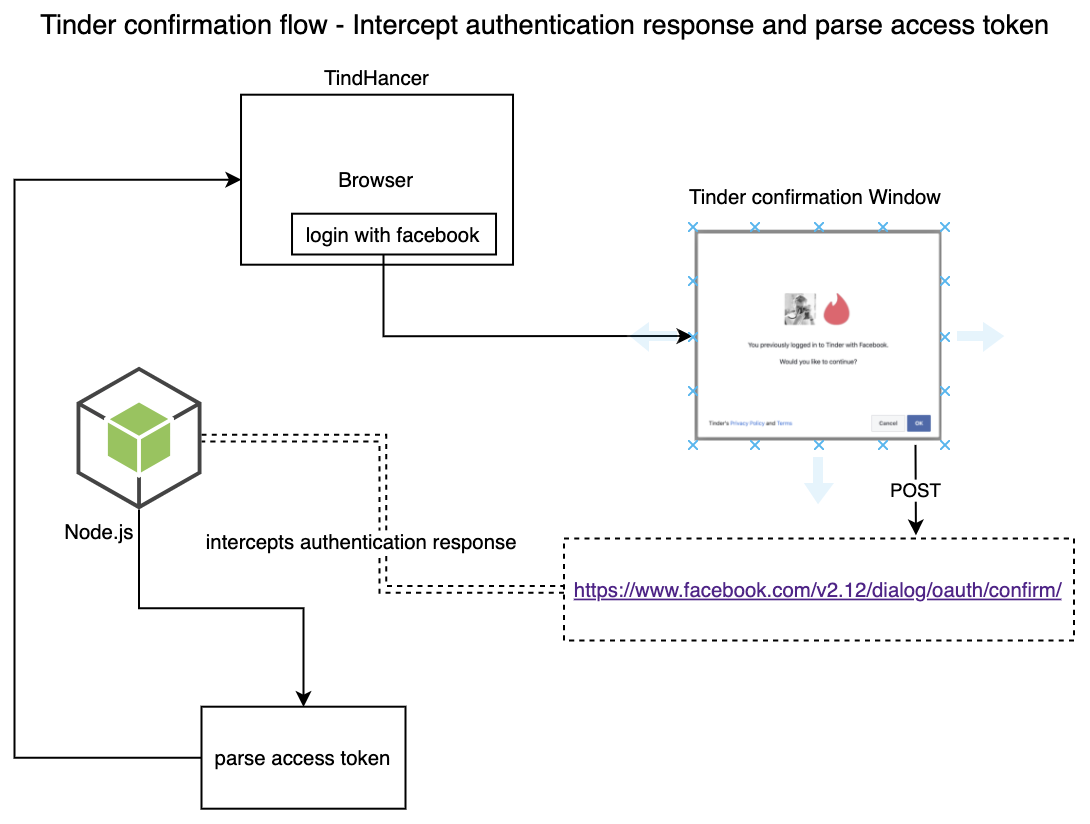 Tinder confirmation flow - Intercept authentication response and parse access token
TindHancer
Browser
login with facebook
Tinder confirmation Window
You previously logged in to Tinder with Facebook.
Would you like to continue?
Tinder's Privacy Policy and Terms
Cancel
OK
POST
Node.js
intercepts authentication response
https://www.facebook.com/v2.12/dialog/oauth/confirm/
parse access token